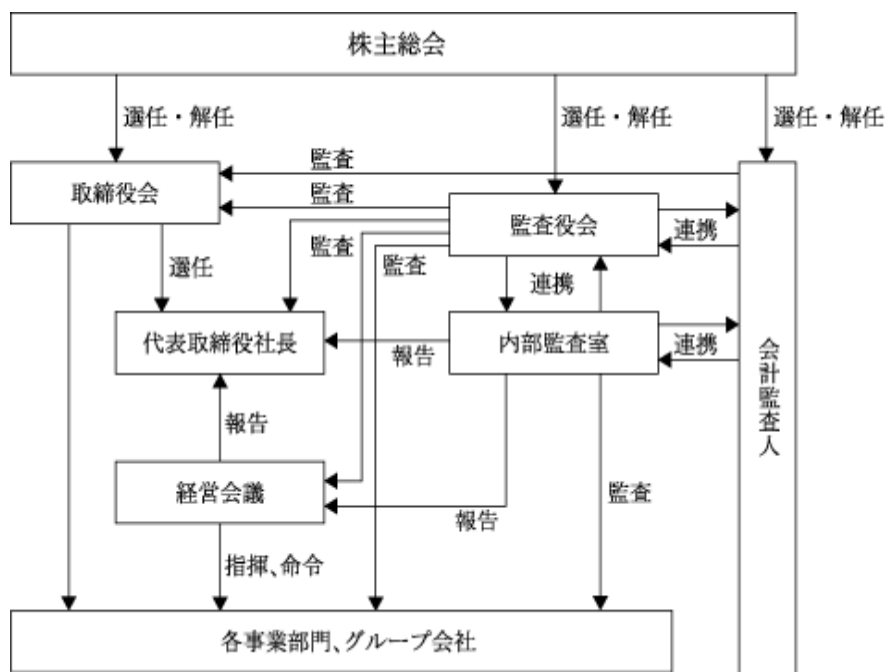 株主総会
選任・解任
選任・解任
選任・解任
監査
取締役会
監査
監査役会
連携
監査
監査
選任
連携
代表取締役社長
報告
内部監査室
連携
会計監査人
報告
経営会議
報告
監査
指揮、命令
各事業部門、グループ会社